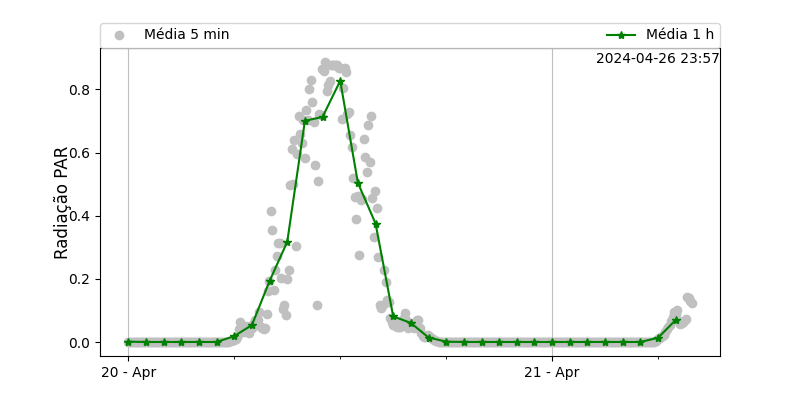 Média 5 min
Média 1 h
2024-04-26 23:57
Radiação PAR
0.8
0.6
0.4
0.2
0.0
20 - Apr
21 - Apr